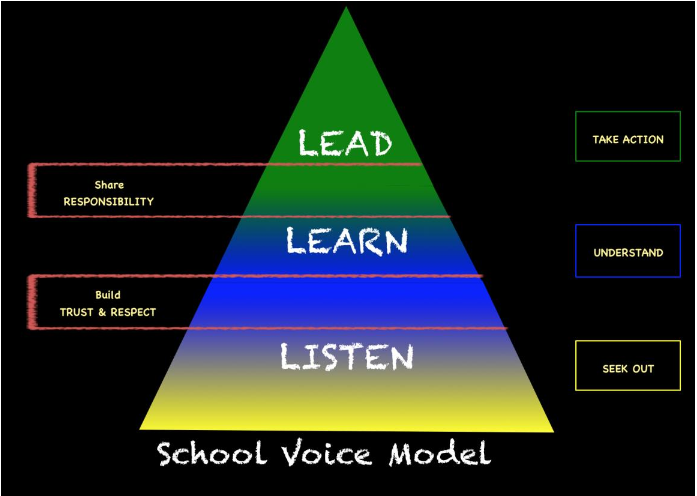 LEAD
TAKE ACTION
Share
RESPONSIBILITY
LEARN
UNDERSTAND
Build
TRUST & RESPECT
LISTEN
SEEK OUT
School Voice Model